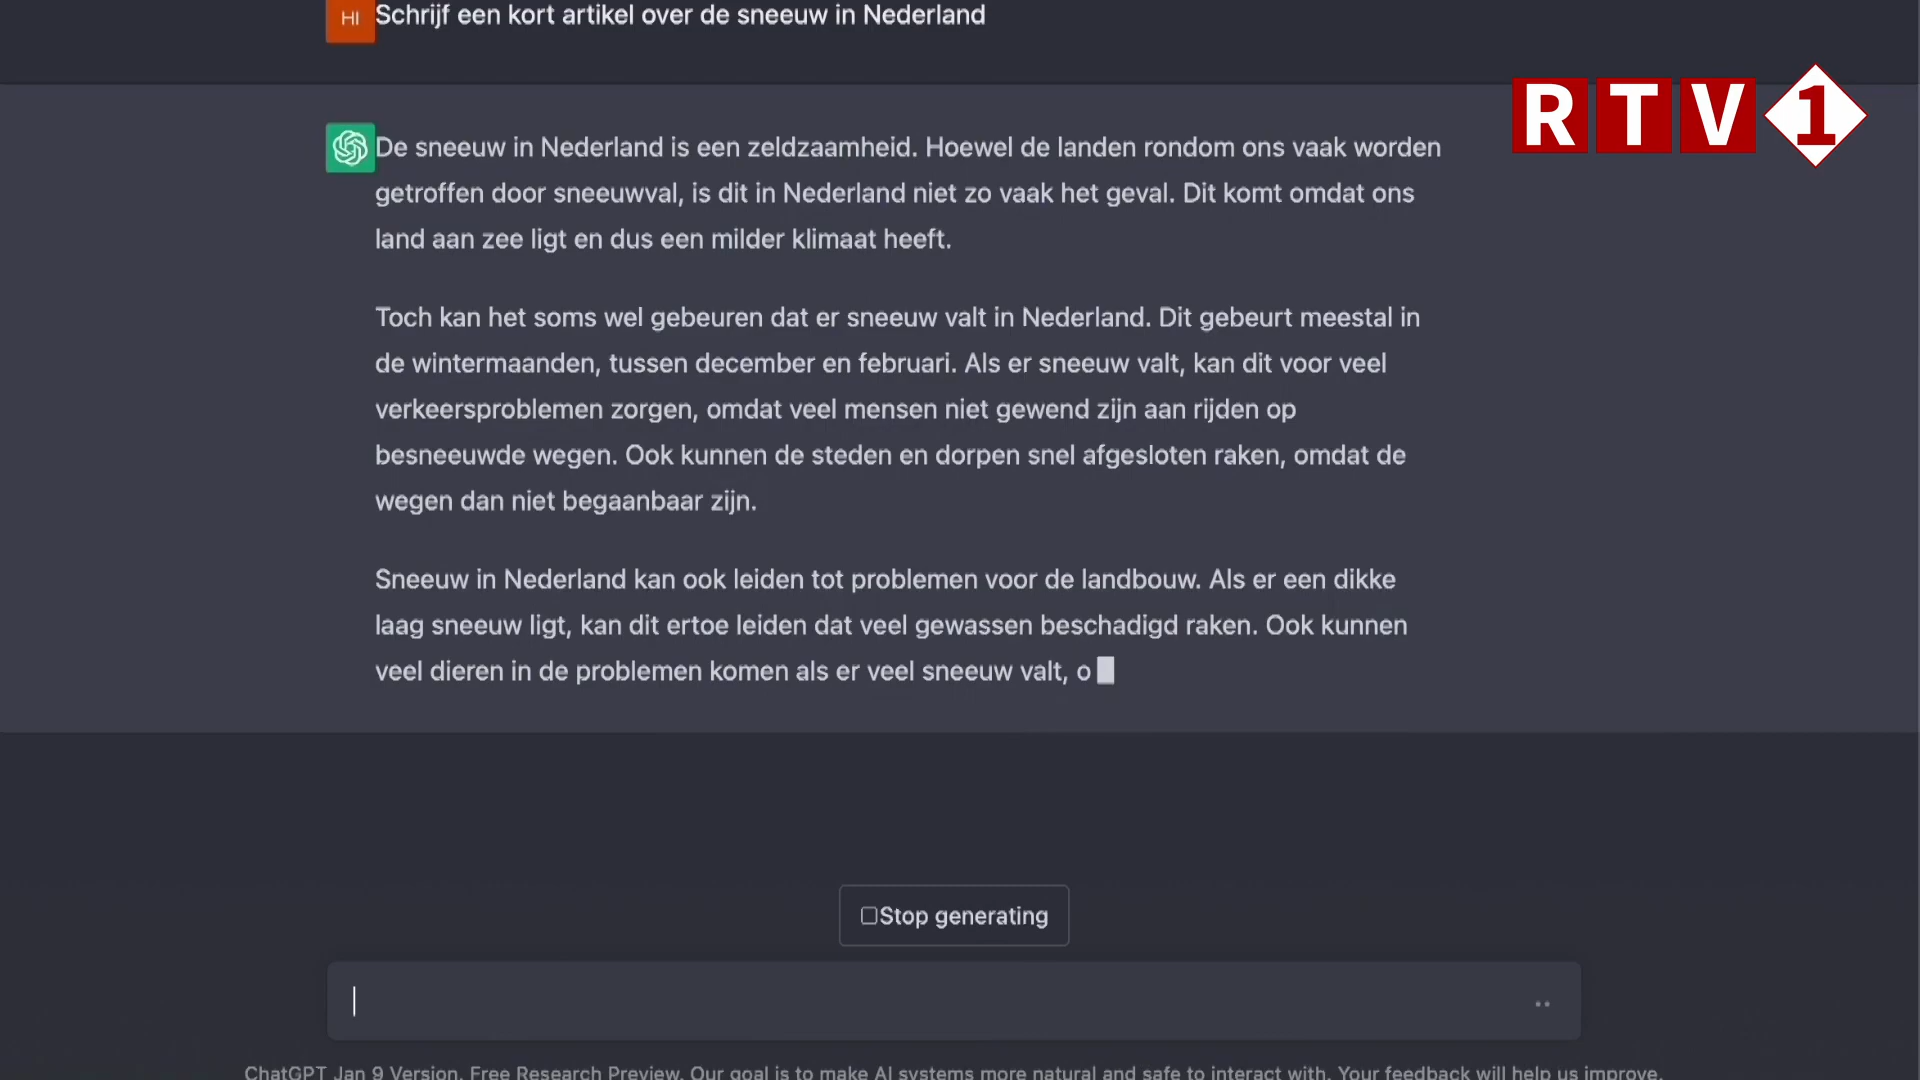 HI
Schrijf een kort artikel over de sneeuw in Nederland
RTV1
De sneeuw in Nederland is een zeldzaamheid. Hoewel de landen rondom ons vaak worden
getroffen door sneeuwval, is dit in Nederland niet zo vaak het geval. Dit komt omdat ons
land aan zee ligt en dus een milder klimaat heeft.
Toch kan het soms wel gebeuren dat er sneeuw valt in Nederland. Dit gebeurt meestal in
de wintermaanden, tussen december en februari. Als er sneeuw valt, kan dit voor veel
verkeersproblemen zorgen, omdat veel mensen niet gewend zijn aan rijden op
besneeuwde wegen. Ook kunnen de steden en dorpen snel afgesloten raken, omdat de
wegen dan niet begaanbaar zijn.
Sneeuw in Nederland kan ook leiden tot problemen voor de landbouw. Als er een dikke
laag sneeuw ligt, kan dit ertoe leiden dat veel gewassen beschadigd raken. Ook kunnen
veel dieren in de problemen komen als er veel sneeuw valt, o
Stop generating
ChatGPT Jan 9 Version. Free Research Preview. Our goal is to make AI systems more natural and safe to interact with. Your feedback will help us improve.